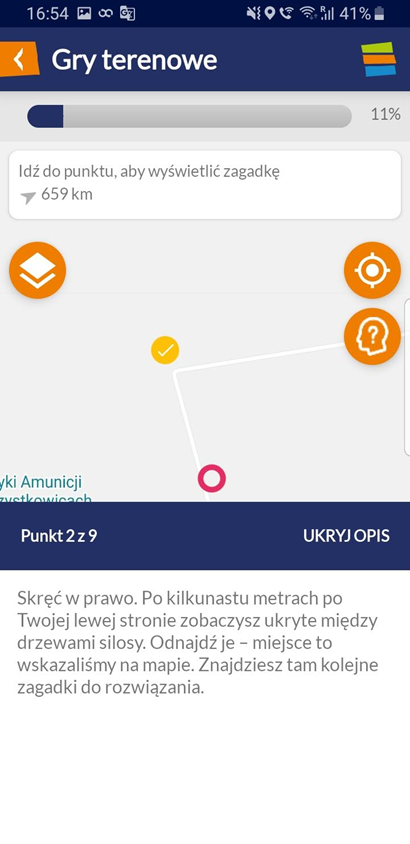 16:54
41%
Gry terenowe
11%
Idź do punktu, aby wyświetlić zagadkę
659 km
yki Amunicji
zystkowicach
Punkt 2 z 9
UKRYJ OPIS
Skręć w prawo. Po kilkunastu metrach po
Twojej lewej stronie zobaczysz ukryte między
drzewami silosy. Odnajdź je – miejsce to
wskazaliśmy na mapie. Znajdziesz tam kolejne
zagadki do rozwiązania.